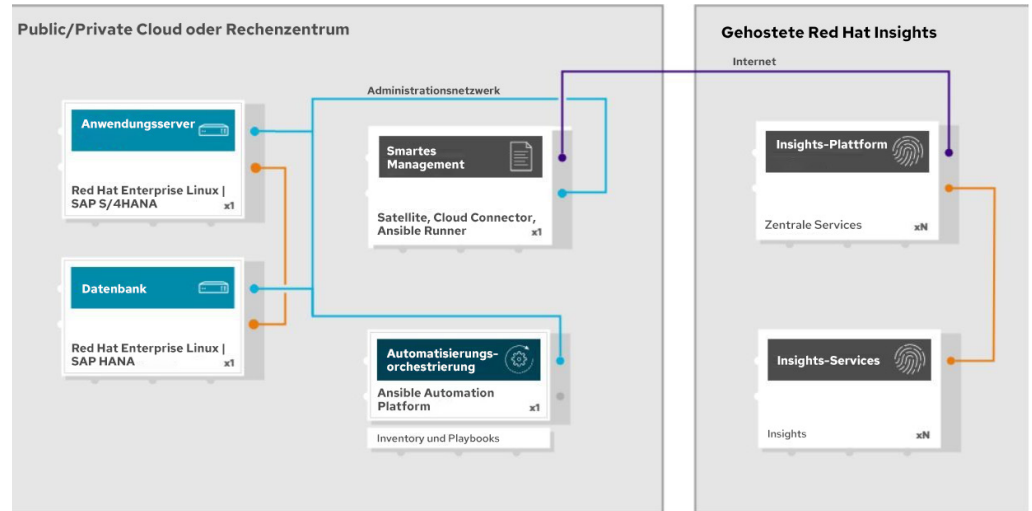 Public/Private Cloud oder Rechenzentrum
Gehostete Red Hat Insights
Internet
Administrationsnetzwerk
Anwendungsserver
Red Hat Enterprise Linux |
SAP S/4HANA
x1
Smartes
Management
Satellite, Cloud Connector,
Ansible Runner
x1
Insights-Plattform
Zentrale Services
xN
Datenbank
Red Hat Enterprise Linux |
SAP HANA
x1
Automatisierungs-
orchestrierung
Ansible Automation
Platform
x1
Inventory und Playbooks
Insights-Services
Insights
xN